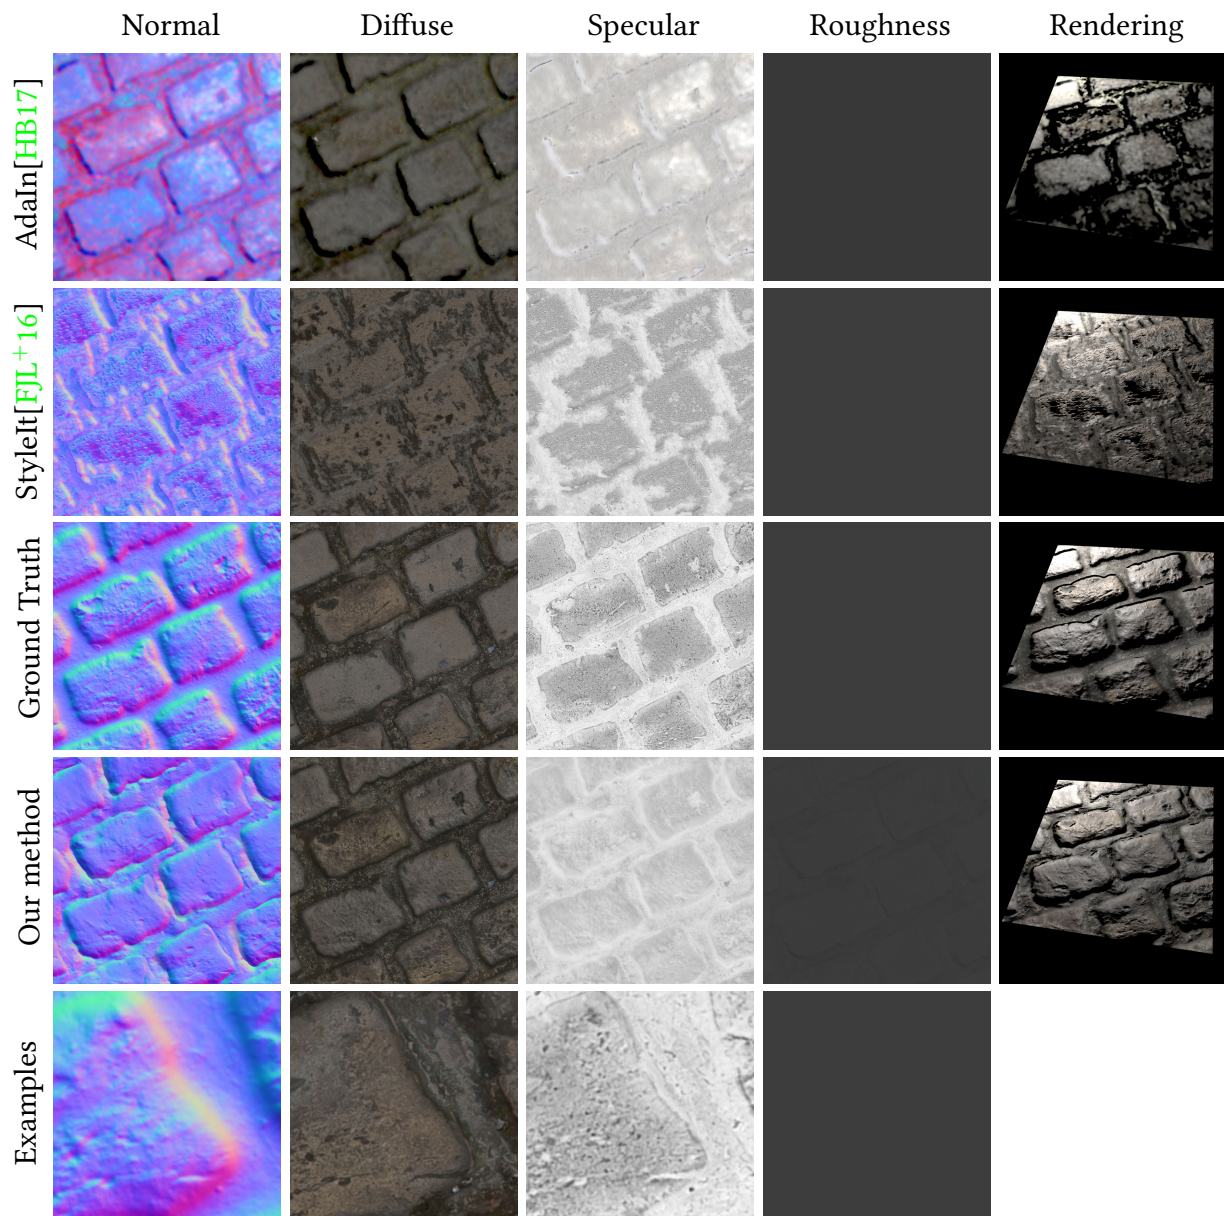 Normal
Diffuse
Specular
Roughness
Rendering
AdaIn[HB17]
StyleIt[FJL+16]
Ground Truth
Our method
Examples